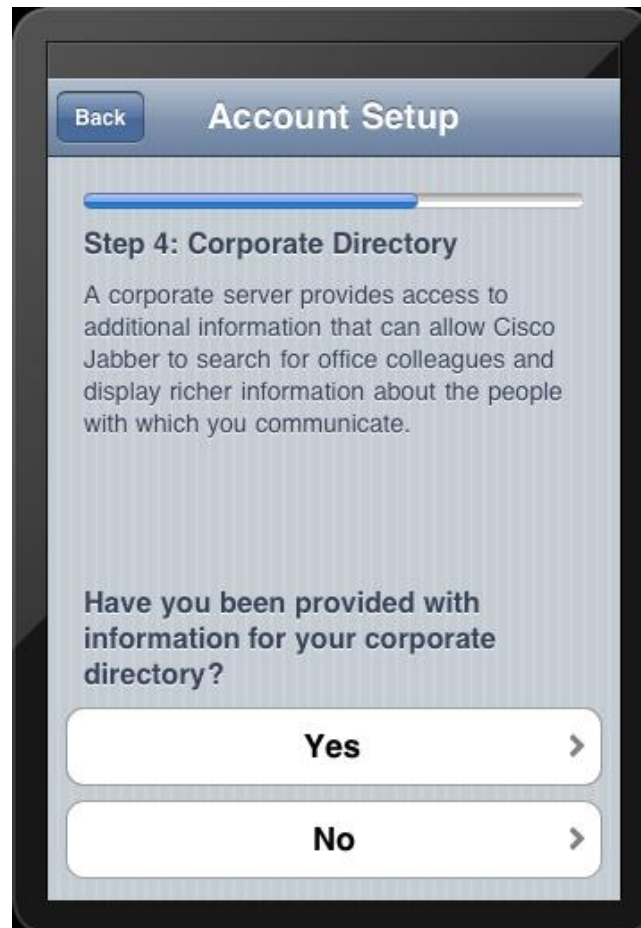 Back
Account Setup
Step 4: Corporate Directory
A corporate server provides access to
additional information that can allow Cisco
Jabber to search for office colleagues and
display richer information about the people
with which you communicate.
Have you been provided with
information for your corporate
directory?
Yes
No